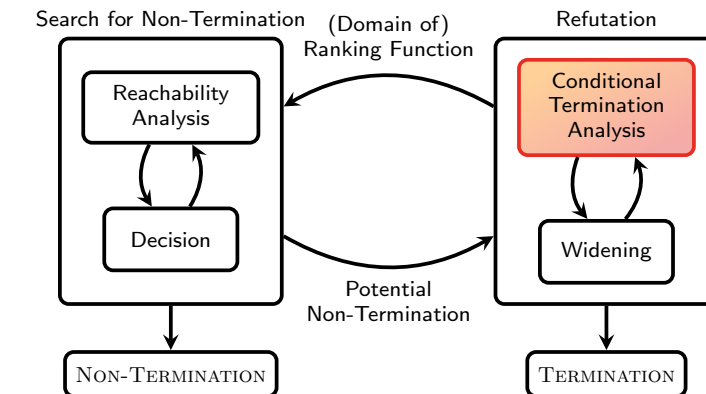 Search for Non-Termination
(Domain of)
Ranking Function
Refutation
Reachability
Analysis
Conditional
Termination
Analysis
Decision
Widening
Potential
Non-Termination
Non-Termination
Termination